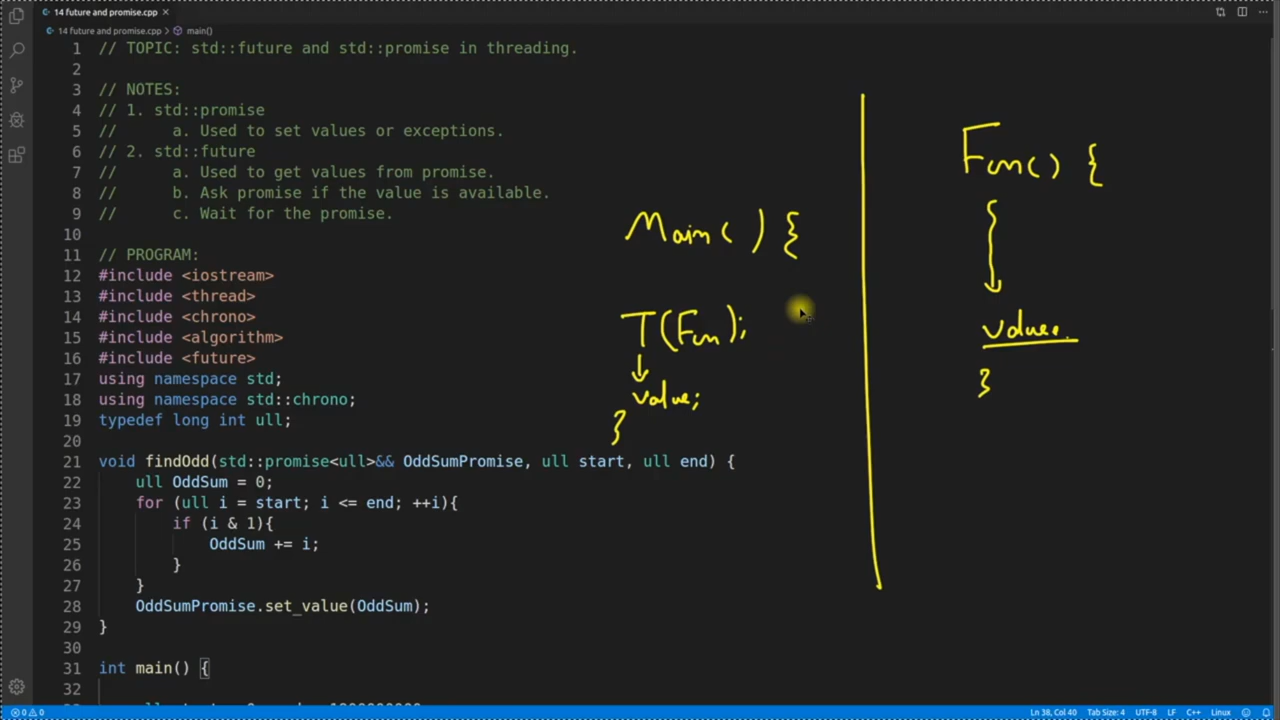 14 future and promise.cpp
14 future and promise.cpp > main()
1 // TOPIC: std::future and std::promise in threading.
2
3 // NOTES:
4 // 1. std::promise
5 //      a. Used to set values or exceptions.
6 // 2. std::future
7 //      a. Used to get values from promise.
8 //      b. Ask promise if the value is available.
9 //      c. Wait for the promise.
10
11 // PROGRAM:
12 #include <iostream>
13 #include <thread>
14 #include <chrono>
15 #include <algorithm>
16 #include <future>
17 using namespace std;
18 using namespace std::chrono;
19 typedef long int ull;
20
21 void findOdd(std::promise<ull>&& OddSumPromise, ull start, ull end) {
22     ull OddSum = 0;
23     for (ull i = start; i <= end; ++i){
24         if (i & 1){
25             OddSum += i;
26         }
27     }
28     OddSumPromise.set_value(OddSum);
29 }
30
31 int main() {
32
Main() {
T(Fun);
value;
}
Fun() {
value.
}
0 0
Ln 38, Col 40 Tab Size: 4 UTF-8 LF C++ Linux